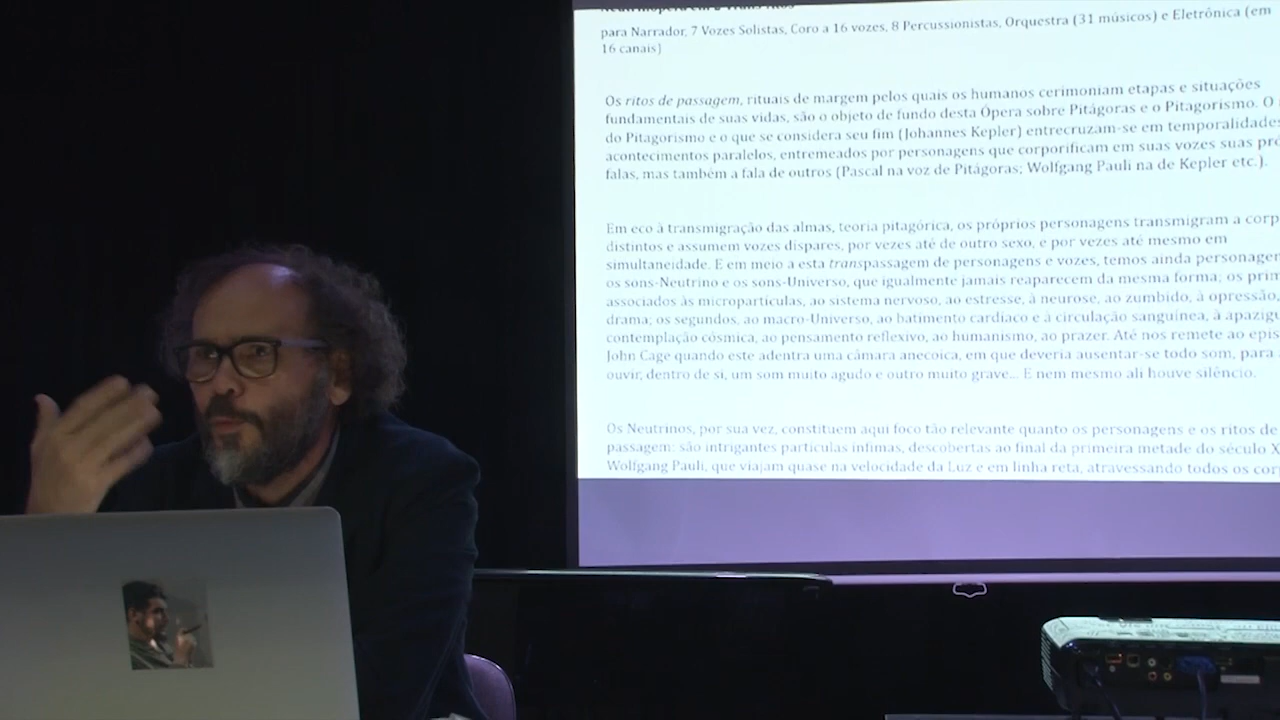 para Narrador, 7 Vozes Solistas, Coro a 16 vozes, 8 Percussionistas, Orquestra (31 músicos) e Eletrônica (em
16 canais)
Os ritos de passagem, rituais de margem pelos quais os humanos cerimoniam etapas e situações
fundamentais de suas vidas, são o objeto de fundo desta Ópera sobre Pitágoras e o Pitagorismo. O
do Pitagorismo e o que se considera seu fim (Johannes Kepler) entrecruzam-se em temporalidades
acontecimentos paralelos, entremeados por personagens que corporificam em suas vozes suas pró
falas, mas também a fala de outros (Pascal na voz de Pitágoras; Wolfgang Pauli na de Kepler etc.).
Em eco à transmigração das almas, teoria pitagórica, os próprios personagens transmigram a corp
distintos e assumem vozes díspares, por vezes até de outro sexo, e por vezes até mesmo em
simultaneidade. E em meio a esta transpassagem de personagens e vozes, temos ainda personagen
os sons-Neutrino e os sons-Universo, que igualmente jamais reaparecem da mesma forma; os prim
associados às micropartículas, ao sistema nervoso, ao estresse, à neurose, ao zumbido, à opressão,
drama; os segundos, ao macro-Universo, ao batimento cardíaco e à circulação sanguínea, à apazigu
contemplação cósmica, ao pensamento reflexivo, ao humanismo, ao prazer. Até nos remete ao epis
John Cage quando este adentra uma câmara anecoica, em que deveria ausentar-se todo som, para
ouvir, dentro de si, um som muito agudo e outro muito grave... E nem mesmo ali houve silêncio.
Os Neutrinos, por sua vez, constituem aqui foco tão relevante quanto os personagens e os ritos de
passagem: são intrigantes partículas ínfimas, descobertas ao final da primeira metade do século X
Wolfgang Pauli, que viajam quase na velocidade da Luz e em linha reta, atravessando todos os cor